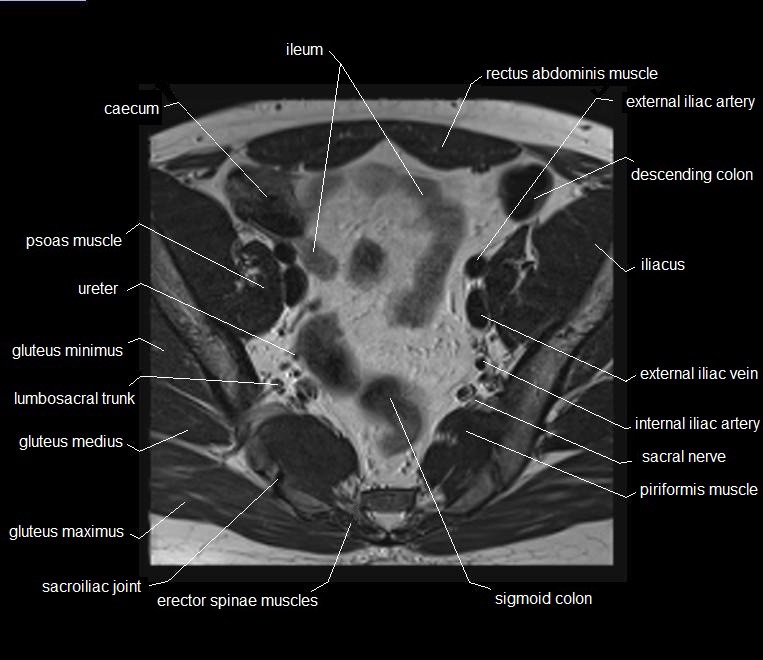 ileum
rectus abdominis muscle
external iliac artery
caecum
descending colon
psoas muscle
iliacus
ureter
gluteus minimus
external iliac vein
lumbosacral trunk
internal iliac artery
gluteus medius
sacral nerve
piriformis muscle
gluteus maximus
sacroiliac joint
erector spinae muscles
sigmoid colon